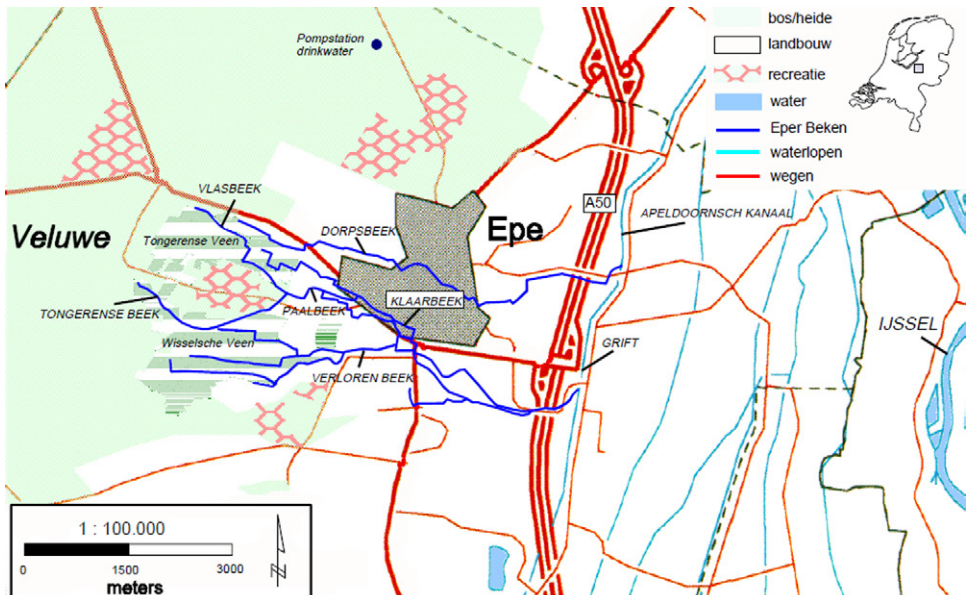 Pompstation
drinkwater
bos/heide
landbouw
recreatie
water
Eper Beken
waterlopen
wegen
VLASBEEK
A50
APELDOORNSCH KANAAL
Veluwe
Tongerense Veen
DORPSBEEK
Epe
KLAARBEEK
TONGERENSE BEEK
PAALBEEK
IJSSEL
Wisselsche Veen
GRIFT
VERLOREN BEEK
1 : 100.000
0 1500 3000
meters
N